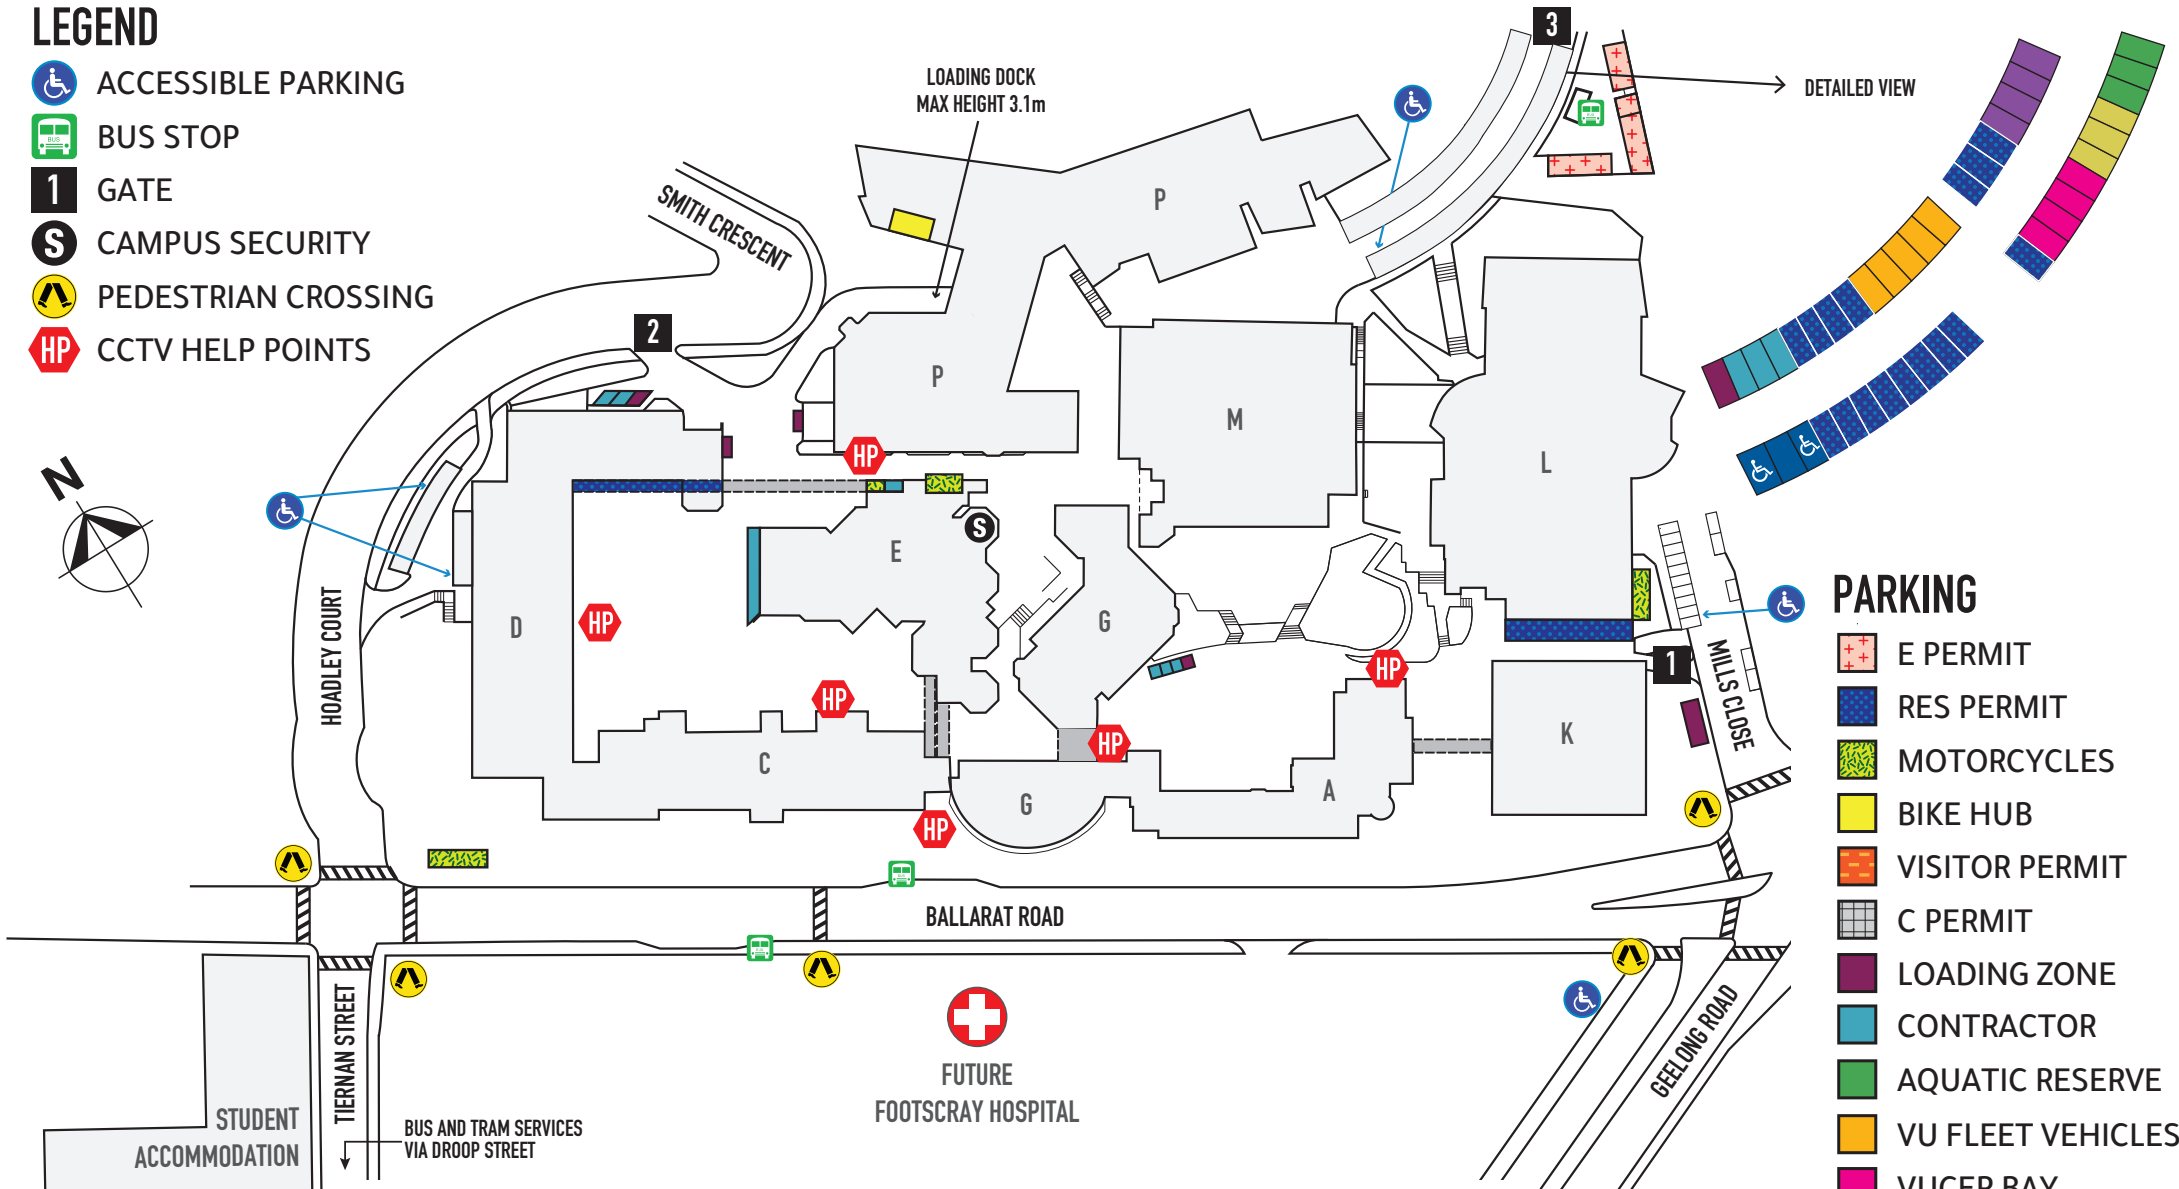 LEGEND
ACCESSIBLE PARKING
BUS STOP
1 GATE
S CAMPUS SECURITY
PEDESTRIAN CROSSING
HP CCTV HELP POINTS
LOADING DOCK
MAX HEIGHT 3.1m
3
DETAILED VIEW
SMITH CRESCENT
P
2
P
M
L
HP
N
S
E
D
HP
G
HOADLEY COURT
HP
HP
1
MILLS CLOSE
HP
K
C
G
A
HP
BALLARAT ROAD
TIERNAN STREET
GEELONG ROAD
FUTURE
FOOTSCRAY HOSPITAL
STUDENT
ACCOMMODATION
BUS AND TRAM SERVICES
VIA DROOP STREET
PARKING
E PERMIT
RES PERMIT
MOTORCYCLES
BIKE HUB
VISITOR PERMIT
C PERMIT
LOADING ZONE
CONTRACTOR
AQUATIC RESERVE
VU FLEET VEHICLES
VUCER BAY